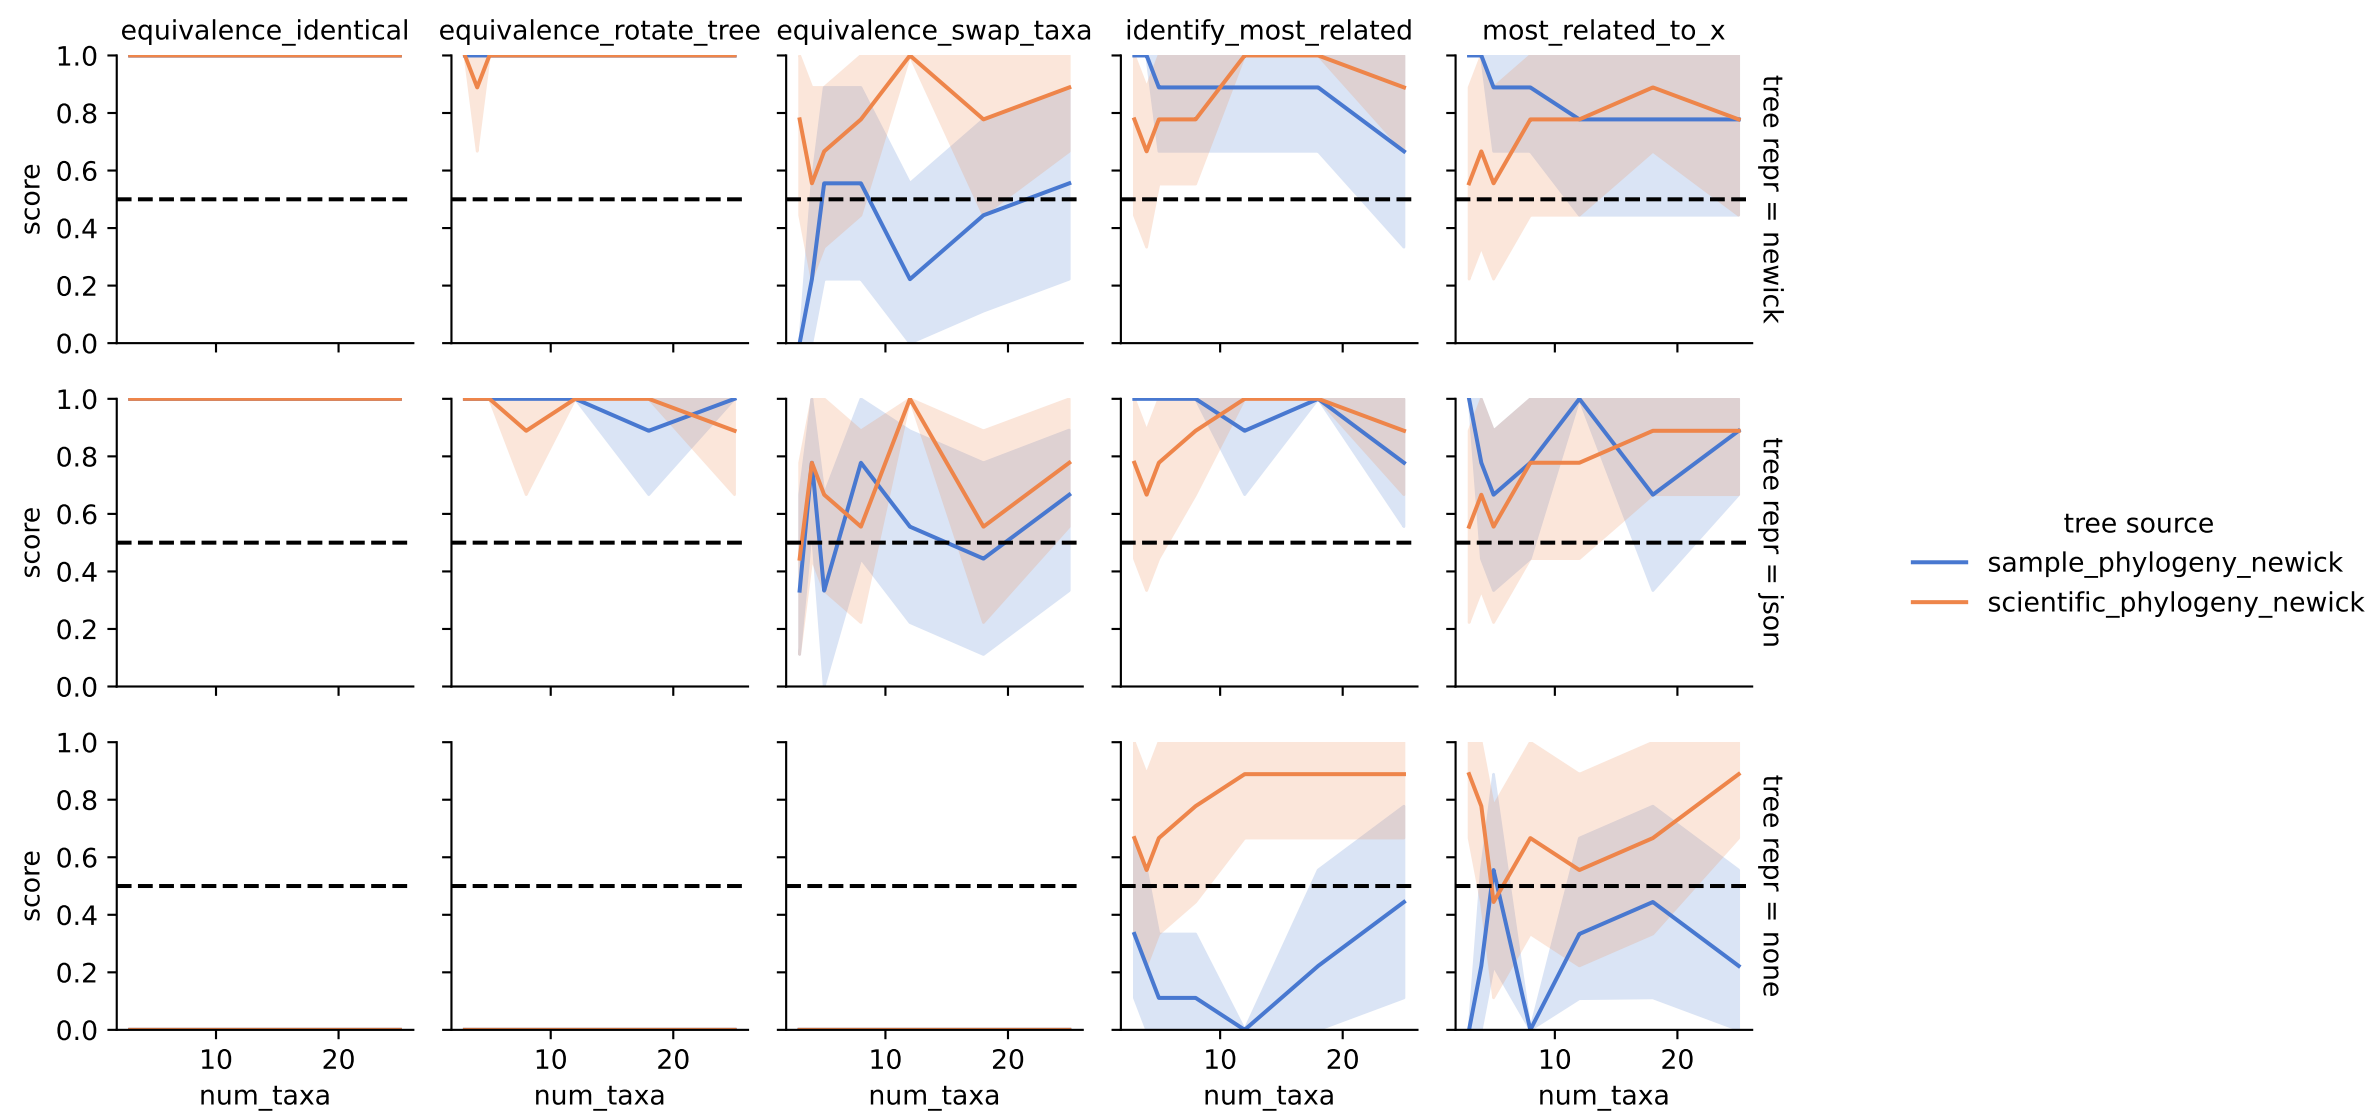 equivalence_identical
equivalence_rotate_tree
equivalence_swap_taxa
identify_most_related
most_related_to_x
1.0
0.8
0.6
0.4
0.2
0.0
score
tree repr = newick
1.0
0.8
0.6
0.4
0.2
0.0
score
tree repr = json
tree source
sample_phylogeny_newick
scientific_phylogeny_newick
1.0
0.8
0.6
0.4
0.2
0.0
score
tree repr = none
10 20
10 20
10 20
10 20
10 20
num_taxa
num_taxa
num_taxa
num_taxa
num_taxa